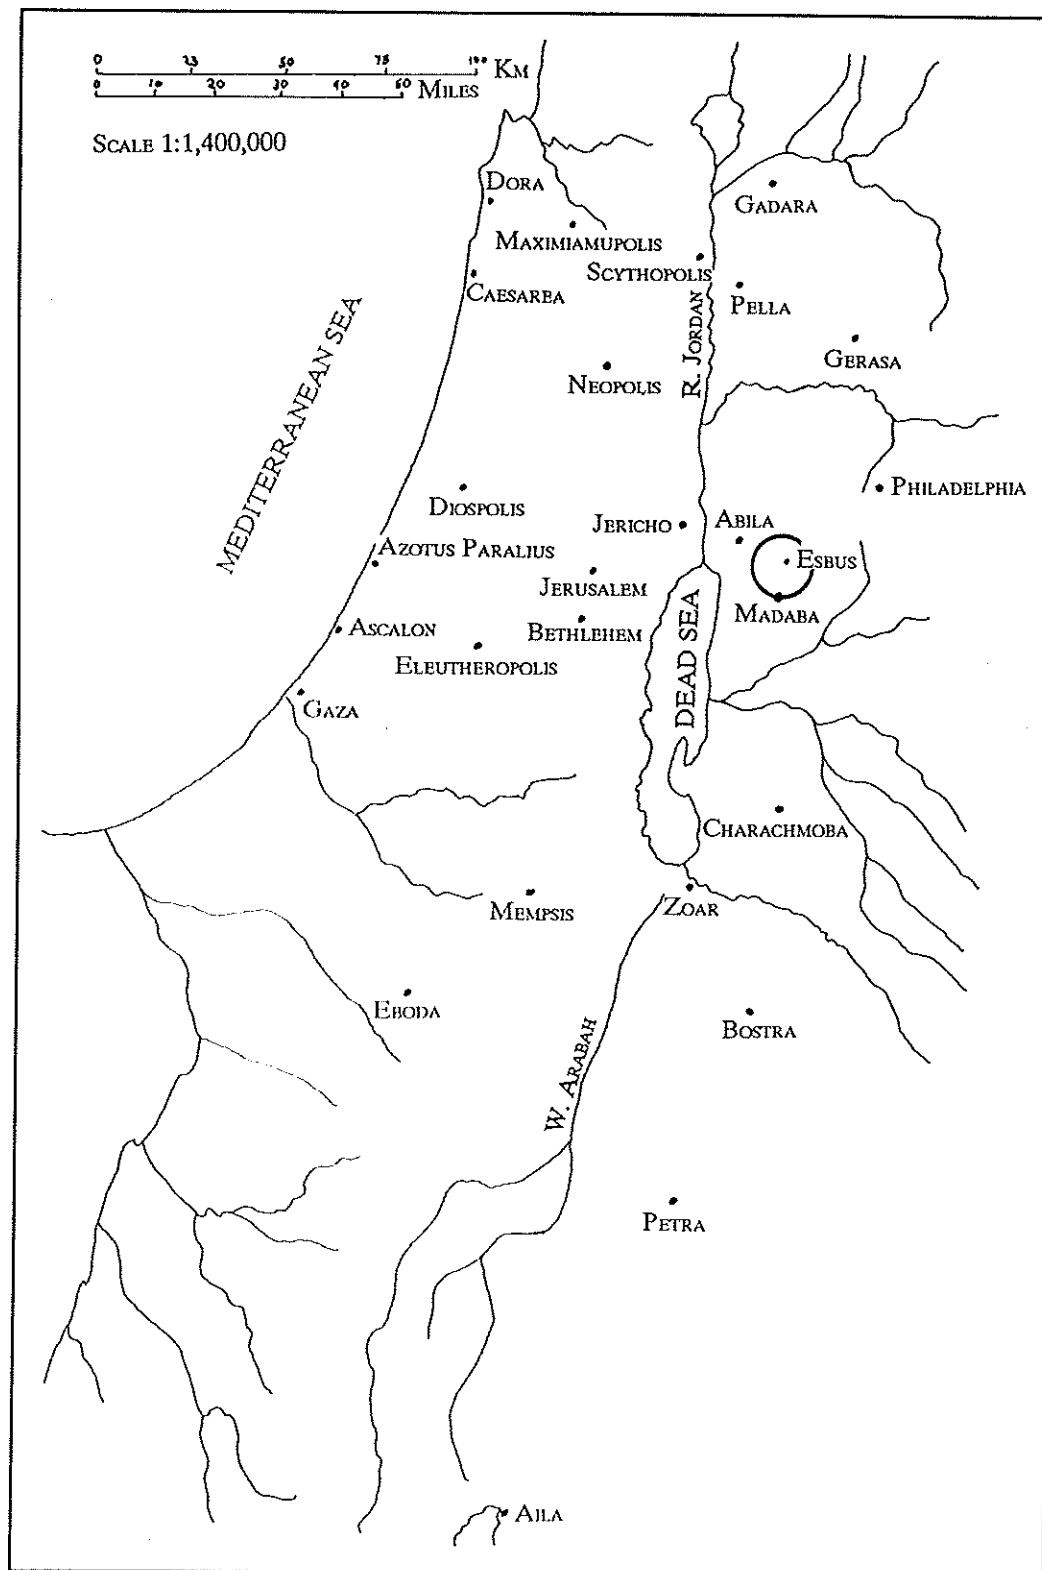 0 25 50 75 100 KM
0 10 20 30 40 50 MILES
SCALE 1:1,400,000
DORA
GADARA
MAXIMIAMUPOLIS
SCYTHOPOLIS
CAESAREA
PELLA
MEDITERRANEAN SEA
R. JORDAN
GERASA
NEOPOLIS
DIOSPOLIS
PHILADELPHIA
JERICHO
ABILA
AZOTUS PARALIUS
ESBUS
JERUSALEM
MADABA
DEAD SEA
ASCALON
BETHLEHEM
ELEUTHEROPOLIS
GAZA
CHARACHMOBA
MEMPSIS
ZOAR
EBODA
BOSTRA
W. ARABAH
PETRA
AILA